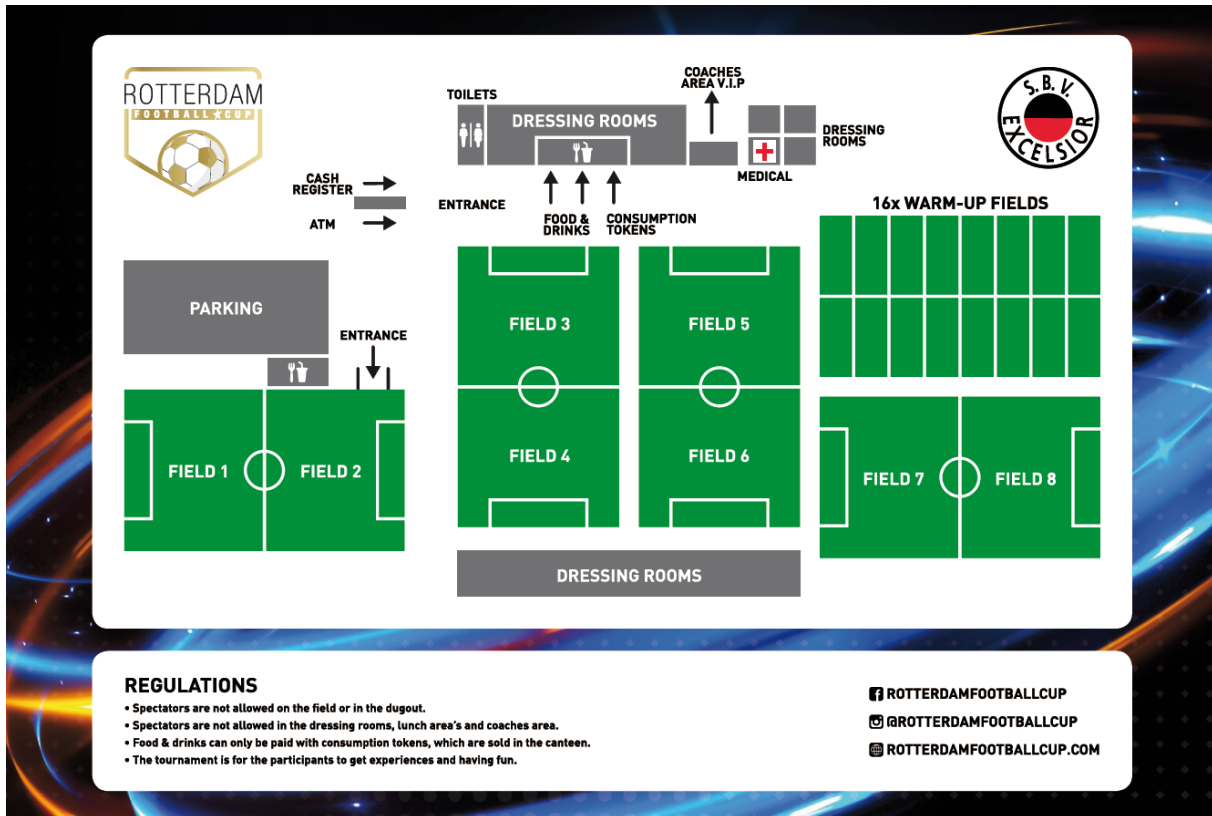 ROTTERDAM
FOOTBALL★CUP
TOILETS
DRESSING ROOMS
COACHES
AREA V.I.P
DRESSING
ROOMS
MEDICAL
S.B.V.
EXCELSIOR
CASH
REGISTER
ATM
ENTRANCE
FOOD &
DRINKS
CONSUMPTION
TOKENS
16x WARM-UP FIELDS
PARKING
ENTRANCE
FIELD 1
FIELD 2
FIELD 3
FIELD 4
FIELD 5
FIELD 6
FIELD 7
FIELD 8
DRESSING ROOMS
REGULATIONS
• Spectators are not allowed on the field or in the dugout.
• Spectators are not allowed in the dressing rooms, lunch area's and coaches area.
• Food & drinks can only be paid with consumption tokens, which are sold in the canteen.
• The tournament is for the participants to get experiences and having fun.
ROTTERDAMFOOTBALLCUP
@ROTTERDAMFOOTBALLCUP
ROTTERDAMFOOTBALLCUP.COM